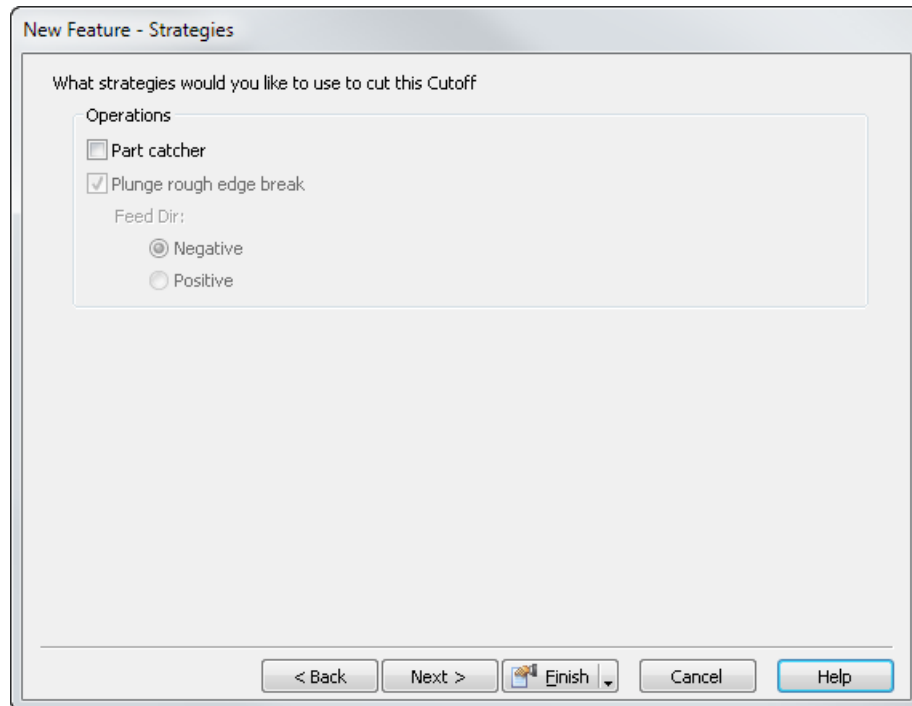 New Feature - Strategies
What strategies would you like to use to cut this Cutoff
Operations
Part catcher
Plunge rough edge break
Feed Dir:
Negative
Positive
< Back Next > Finish Cancel Help